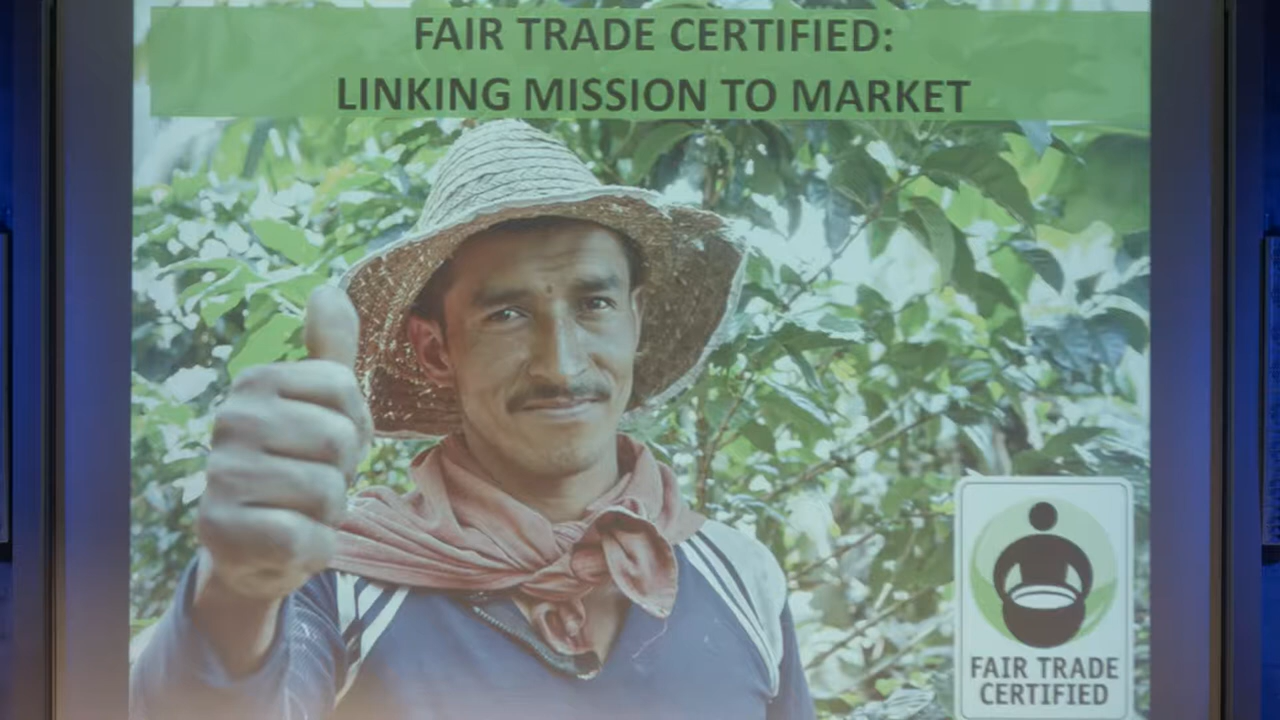 FAIR TRADE CERTIFIED:
LINKING MISSION TO MARKET
FAIR TRADE
CERTIFIED